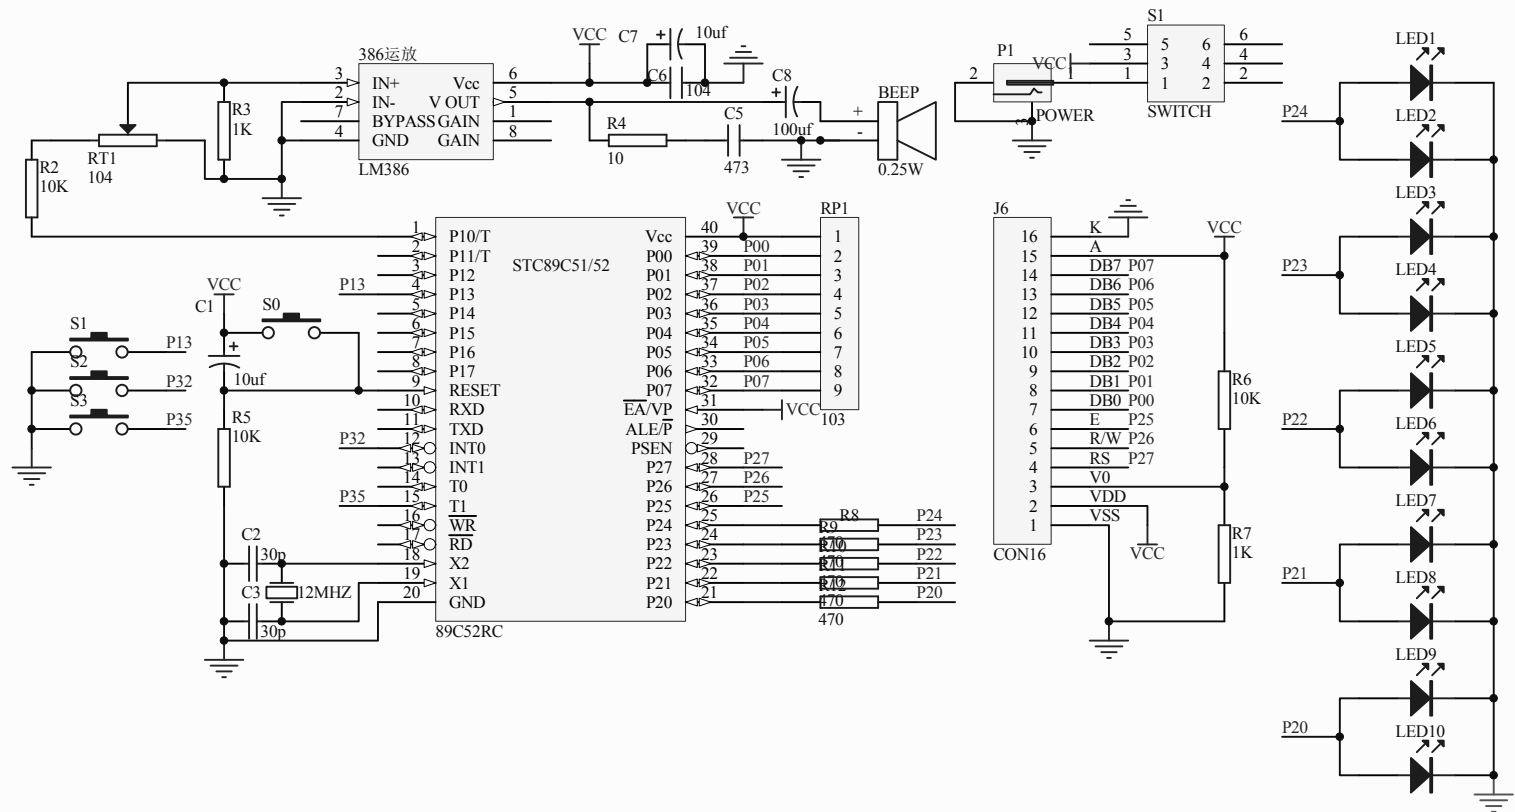 386运放
3 IN+ Vcc 6
2 IN- V OUT 5
7 BYPASS GAIN 1
4 GND GAIN 8
LM386
R3
1K
RT1
104
R2
10K
VCC
C7
10uf
C6
104
C8
100uf
R4
10
C5
473
BEEP
+
-
0.25W
P1
2
VCC
1
POWER
S1
5 5 6 6
3 3 4 4
1 1 2 2
SWITCH
STC89C51/52
1 P10/T Vcc 40
2 P11/T P00 39 P00
3 P12 P01 38 P01
P13 4 P13 P02 37 P02
5 P14 P03 36 P03
6 P15 P04 35 P04
7 P16 P05 34 P05
8 P17 P06 33 P06
9 RESET P07 32 P07
10 RXD EA/VP 31 VCC
11 TXD ALE/P 30
P32 12 INT0 PSEN 29
13 INT1 P27 28 P27
14 T0 P26 27 P26
P35 15 T1 P25 26 P25
16 WR P24 25 R8 P24
17 RD P23 24 R9 P23
18 X2 P22 23 P22
19 X1 P21 22 P21
20 GND P20 21 P20
470
470
89C52RC
VCC
RP1
1
2
3
4
5
6
7
8
9
103
VCC
C1
S0
10uf
+
R5
10K
S1
P13
S2
P32
S3
P35
C2
30p
C3
30p
12MHZ
J6
16 K
15 A
14 DB7 P07
13 DB6 P06
12 DB5 P05
11 DB4 P04
10 DB3 P03
9 DB2 P02
8 DB1 P01
7 DB0 P00
6 E P25
5 R/W P26
4 RS P27
3 V0
2 VDD
1 VSS
CON16
VCC
VCC
R6
10K
R7
1K
LED1
P24
LED2
LED3
P23
LED4
LED5
P22
LED6
LED7
P21
LED8
LED9
P20
LED10